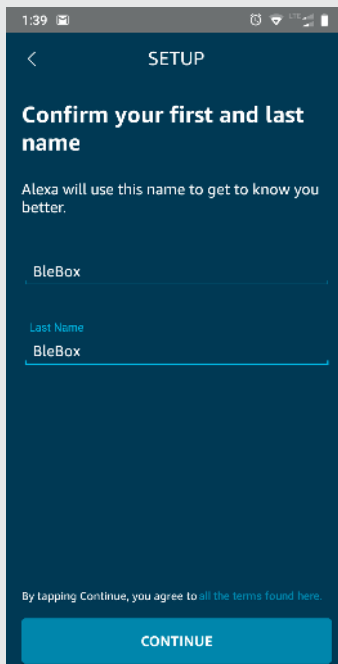 1:39 LTE
SETUP
Confirm your first and last
name
Alexa will use this name to get to know you
better.
BleBox
Last Name
BleBox
By tapping Continue, you agree to all the terms found here.
CONTINUE